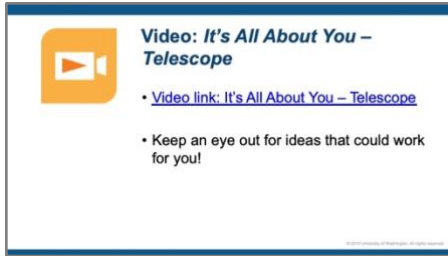 Video: It's All About You –
Telescope
• Video link: It's All About You – Telescope
• Keep an eye out for ideas that could work
for you!